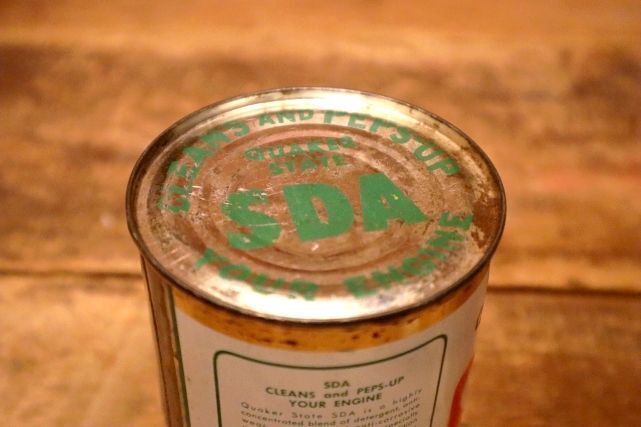 CLEANS AND PEPS-UP
QUAKER
STATE
SDA
YOUR ENGINE
SDA
CLEANS and PEPS-UP
YOUR ENGINE
Quaker State SDA is a highly
concentrated blend of detergent, anti-